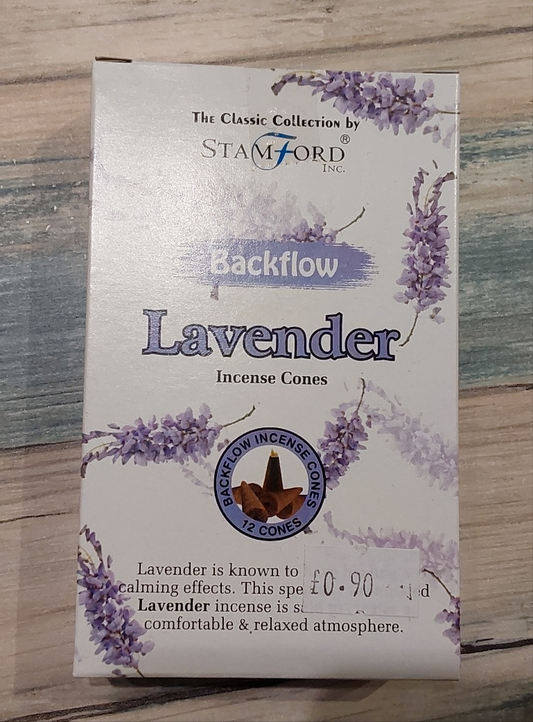 The Classic Collection by
STAMFORD®
INC.
Backflow
Lavender
Incense Cones
BACKFLOW INCENSE CONES
12 CONES
Lavender is known to
calming effects. This
Lavender incense is
comfortable & relaxed atmosphere.
£0.90